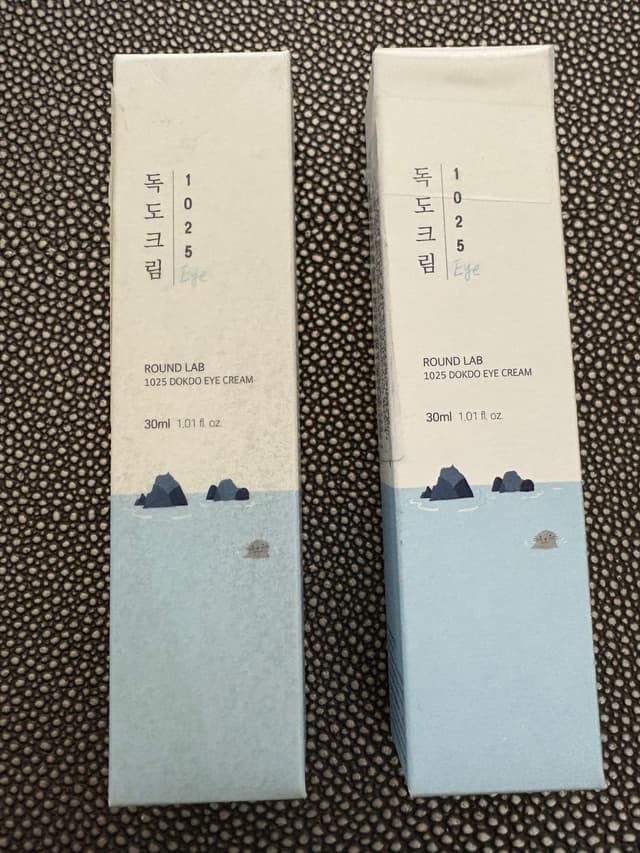 독도크림
1025
Eye
ROUND LAB
1025 DOKDO EYE CREAM
30ml 1.01 fl. oz.
독도크림
1025
Eye
ROUND LAB
1025 DOKDO EYE CREAM
30ml 1.01 fl. oz.